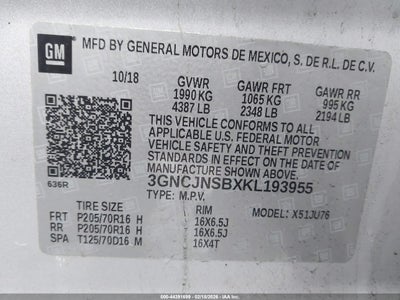 GM
MFD BY GENERAL MOTORS DE MEXICO, S. DE R.L. DE C.V.
10/18 GVWR GAWR FRT GAWR RR
1990 KG 1065 KG 995 KG
4387 LB 2348 LB 2194 LB
THIS VEHICLE CONFORMS TO ALL APPLICABLE
U.S. FEDERAL MOTOR
VEHICLE SAFETY AND THEFT PREVENTION
STANDARDS IN EFFECT ON THE DATE OF
MANUFACTURE SHOWN ABOVE.
3GNCJNSBXKL193955
636R TYPE: M.P.V.
TIRE SIZE RIM MODEL: X51JU76
FRT P205/70R16 H 16X6.5J
RR P205/70R16 H 16X6.5J
SPA T125/70D16 M 16X4T